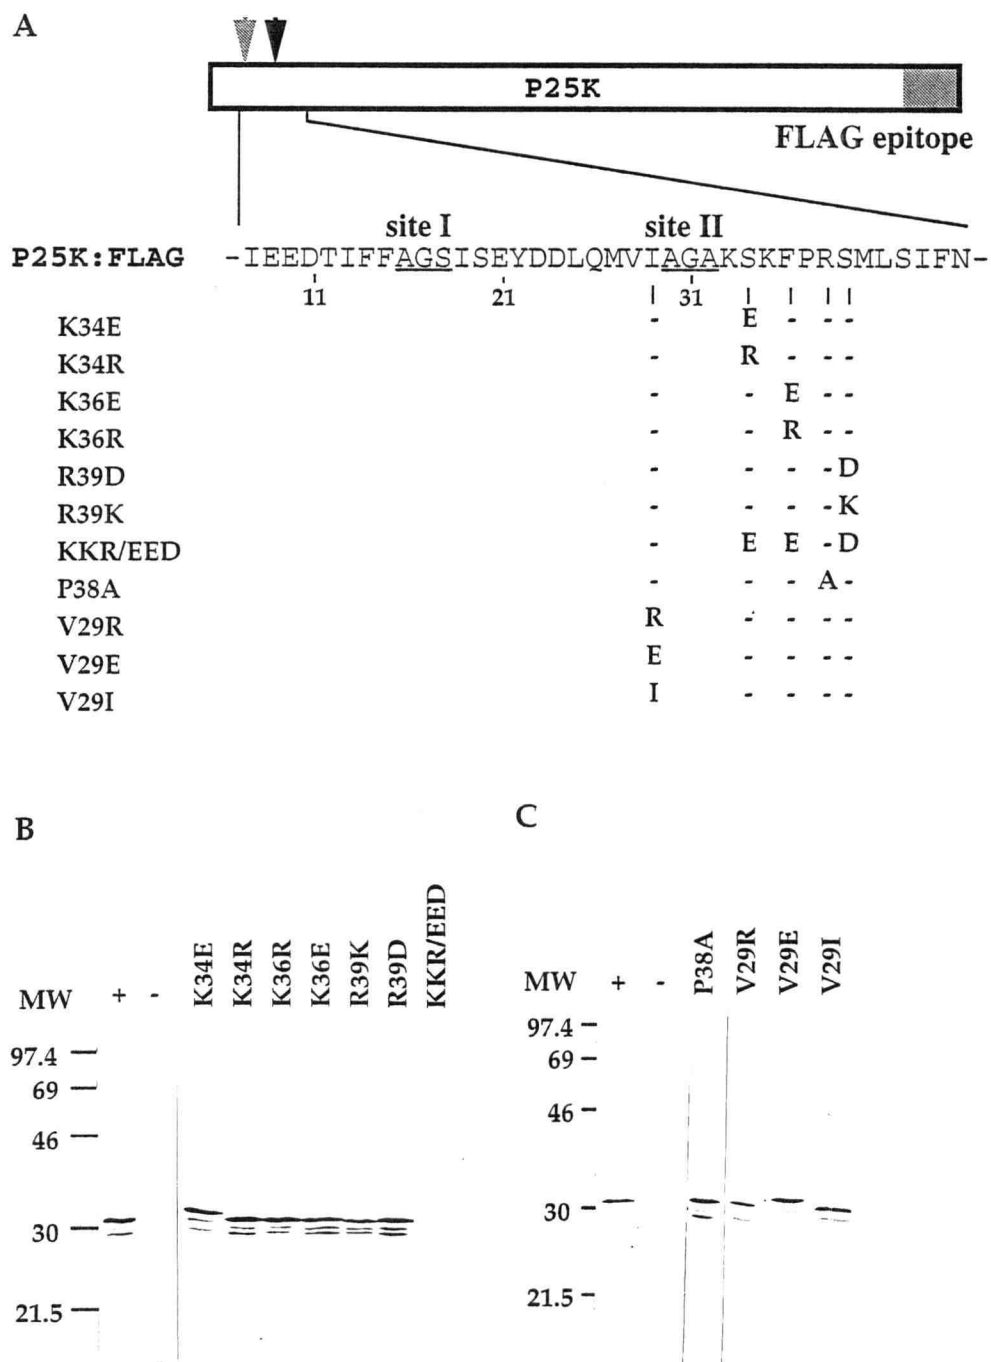 A
P25K
FLAG epitope
site I site II
P25K:FLAG -IEEDTIFFAGSISEYDDLQMVIAGAKSKFPRSMLSIFN-
11 21 31
K34E - E - - -
K34R - R - - -
K36E - - E - -
K36R - - R - -
R39D - - - - D
R39K - - - - K
KKR/EED - E E - D
P38A - - - A -
V29R R - - - -
V29E E - - - -
V29I I - - - -
B
MW + - K34E K34R K36R K36E R39K R39D KKR/EED
97.4
69
46
30
21.5
C
MW + - P38A V29R V29E V29I
97.4
69
46
30
21.5